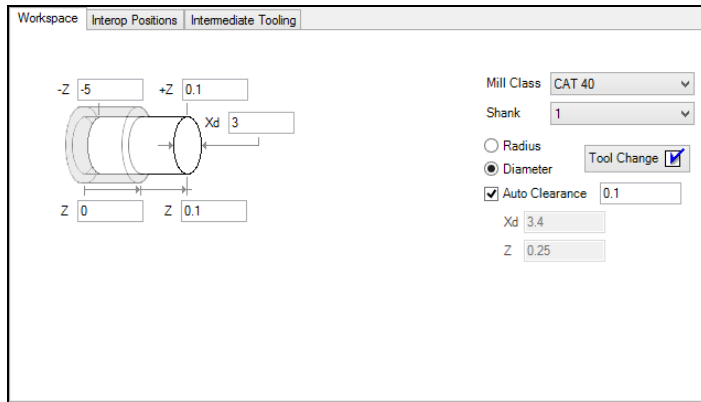 Workspace Interop Positions Intermediate Tooling
-Z -5 +Z 0.1
Xd 3
Z 0 Z 0.1
Mill Class CAT 40
Shank 1
Radius
Diameter
Tool Change
Auto Clearance 0.1
Xd 3.4
Z 0.25